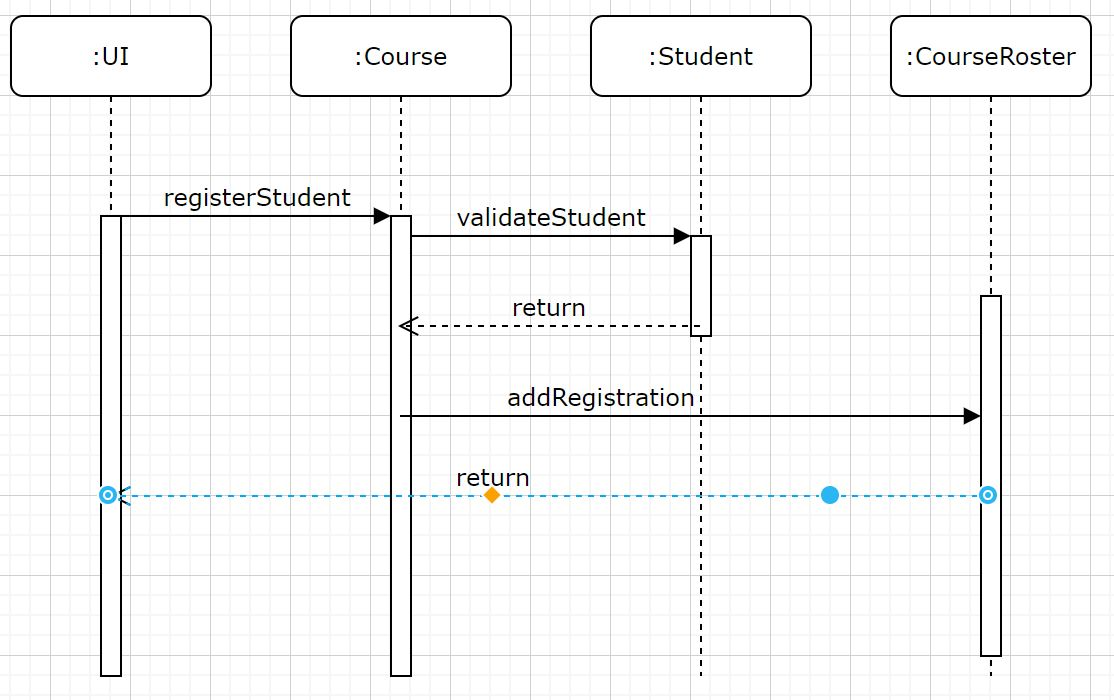 :UI
:Course
:Student
:CourseRoster
registerStudent
validateStudent
return
addRegistration
return